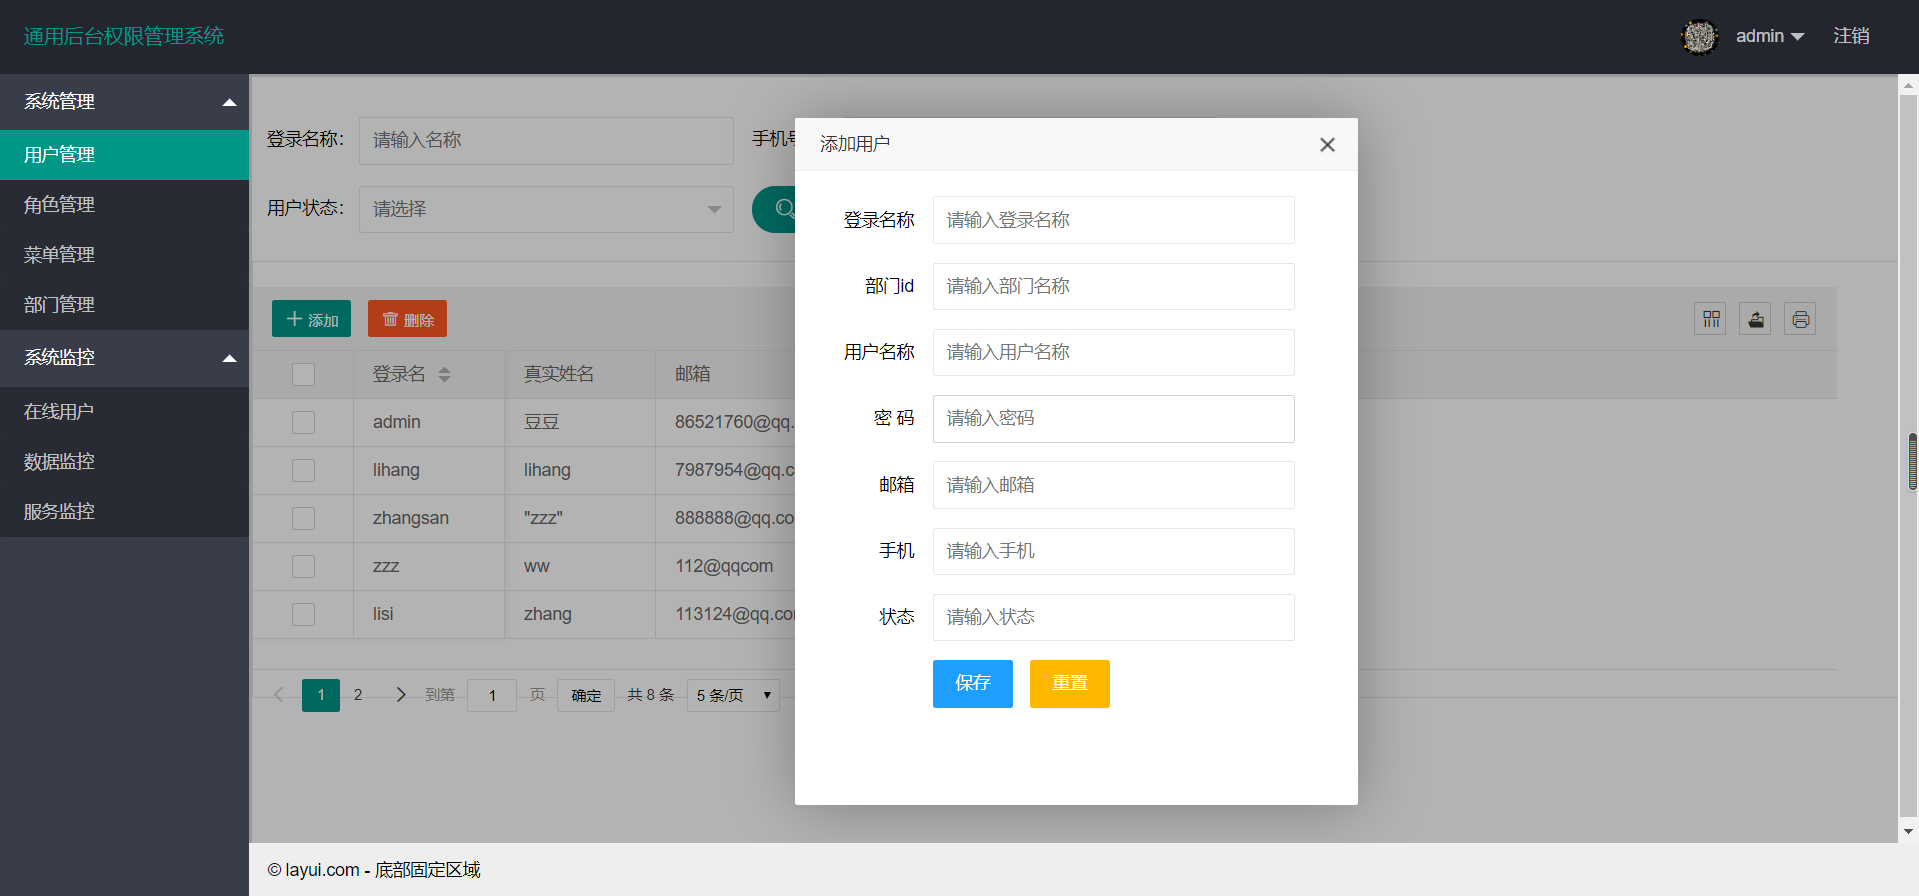 通用后台权限管理系统
admin
注销
系统管理
用户管理
角色管理
菜单管理
部门管理
系统监控
在线用户
数据监控
服务监控
登录名称:
请输入名称
手机号
用户状态:
请选择
添加
删除
登录名
真实姓名
邮箱
admin
豆豆
86521760@qq.
lihang
lihang
7987954@qq.c
zhangsan
"zzz"
888888@qq.co
zzz
ww
112@qqcom
lisi
zhang
113124@qq.co
1
2
到第
1
页
确定
共 8 条
5 条/页
添加用户
登录名称
请输入登录名称
部门id
请输入部门名称
用户名称
请输入用户名称
密 码
请输入密码
邮箱
请输入邮箱
手机
请输入手机
状态
请输入状态
保存
重置
© layui.com - 底部固定区域